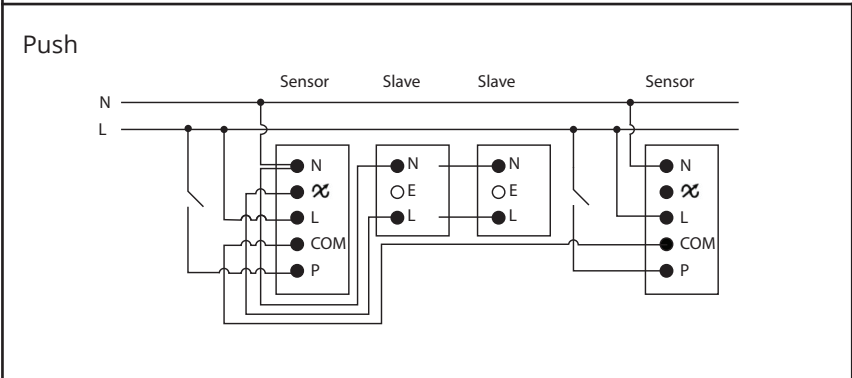 Push
Sensor Slave Slave Sensor
N
L
N N N N
E E
L L L L
COM COM
P P